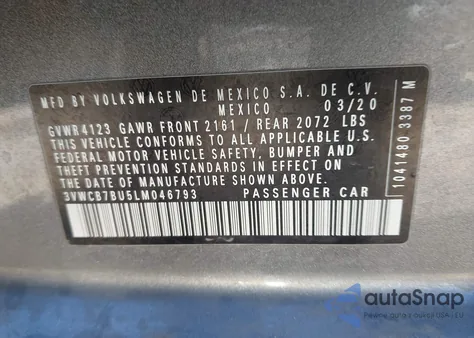 MFD BY VOLKSWAGEN DE MEXICO S.A. DE C.V.
MEXICO 03/20
GVWR4123 GAWR FRONT 2161 / REAR 2072 LBS
THIS VEHICLE CONFORMS TO ALL APPLICABLE U.S.
FEDERAL MOTOR VEHICLE SAFETY, BUMPER AND
THEFT PREVENTION STANDARDS IN EFFECT ON
THE DATE OF MANUFACTURE SHOWN ABOVE.
3VWCB7BU5LM046793 PASSENGER CAR
1041480 3387 M
autoSnap